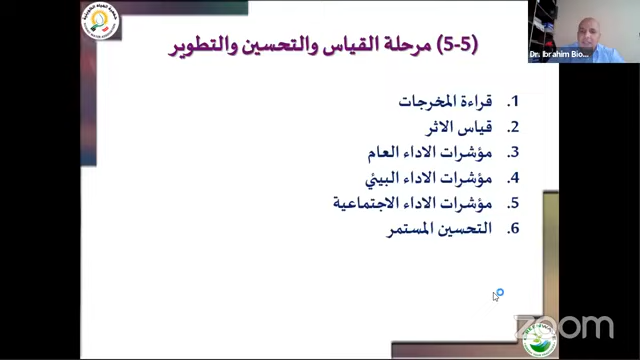 (5-5) مرحلة القياس والتحسين والتطوير
1. قراءة المخرجات
2. قياس الاثر
3. مؤشرات الاداء العام
4. مؤشرات الاداء البيئي
5. مؤشرات الاداء الاجتماعية
6. التحسين المستمر
Dr. Ibrahim Bio...
zoom